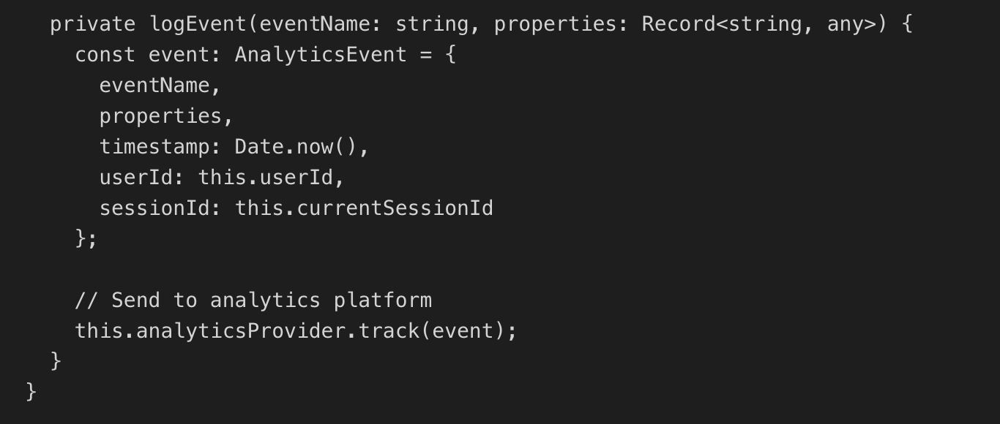 private logEvent(eventName: string, properties: Record<string, any>) {
const event: AnalyticsEvent = {
eventName,
properties,
timestamp: Date.now(),
userId: this.userId,
sessionId: this.currentSessionId
};
// Send to analytics platform
this.analyticsProvider.track(event);
}
}